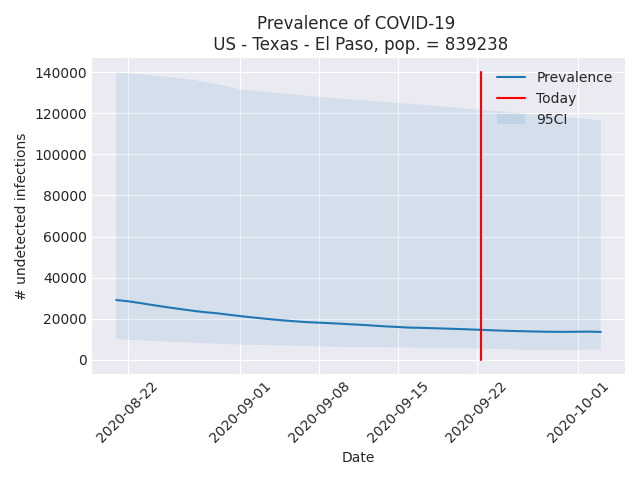 Prevalence of COVID-19
US - Texas - El Paso, pop. = 839238
140000
120000
100000
80000
60000
40000
20000
0
# undetected infections
Prevalence
Today
95CI
2020-08-22
2020-09-01
2020-09-08
2020-09-15
2020-09-22
2020-10-01
Date